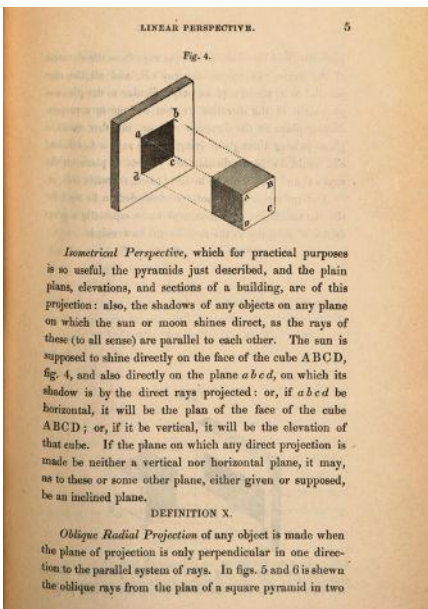 LINEAR PERSPECTIVE. 5
Fig. 4.
a
b
c
d
A
B
C
D
Isometrical Perspective, which for practical purposes
is so useful, the pyramids just described, and the plain
plans, elevations, and sections of a building, are of this
projection: also, the shadows of any objects on any plane
on which the sun or moon shines direct, as the rays of
these (to all sense) are parallel to each other. The sun is
supposed to shine directly on the face of the cube ABCD,
fig. 4, and also directly on the plane abcd, on which its
shadow is by the direct rays projected: or, if abcd be
horizontal, it will be the plan of the face of the cube
ABCD; or, if it be vertical, it will be the elevation of
that cube. If the plane on which any direct projection is
made be neither a vertical nor horizontal plane, it may,
as to these or some other plane, either given or supposed,
be an inclined plane.
DEFINITION X.
Oblique Radial Projection of any object is made when
the plane of projection is only perpendicular in one direc-
tion to the parallel system of rays. In figs. 5 and 6 is shewn
the oblique rays from the plan of a square pyramid in two